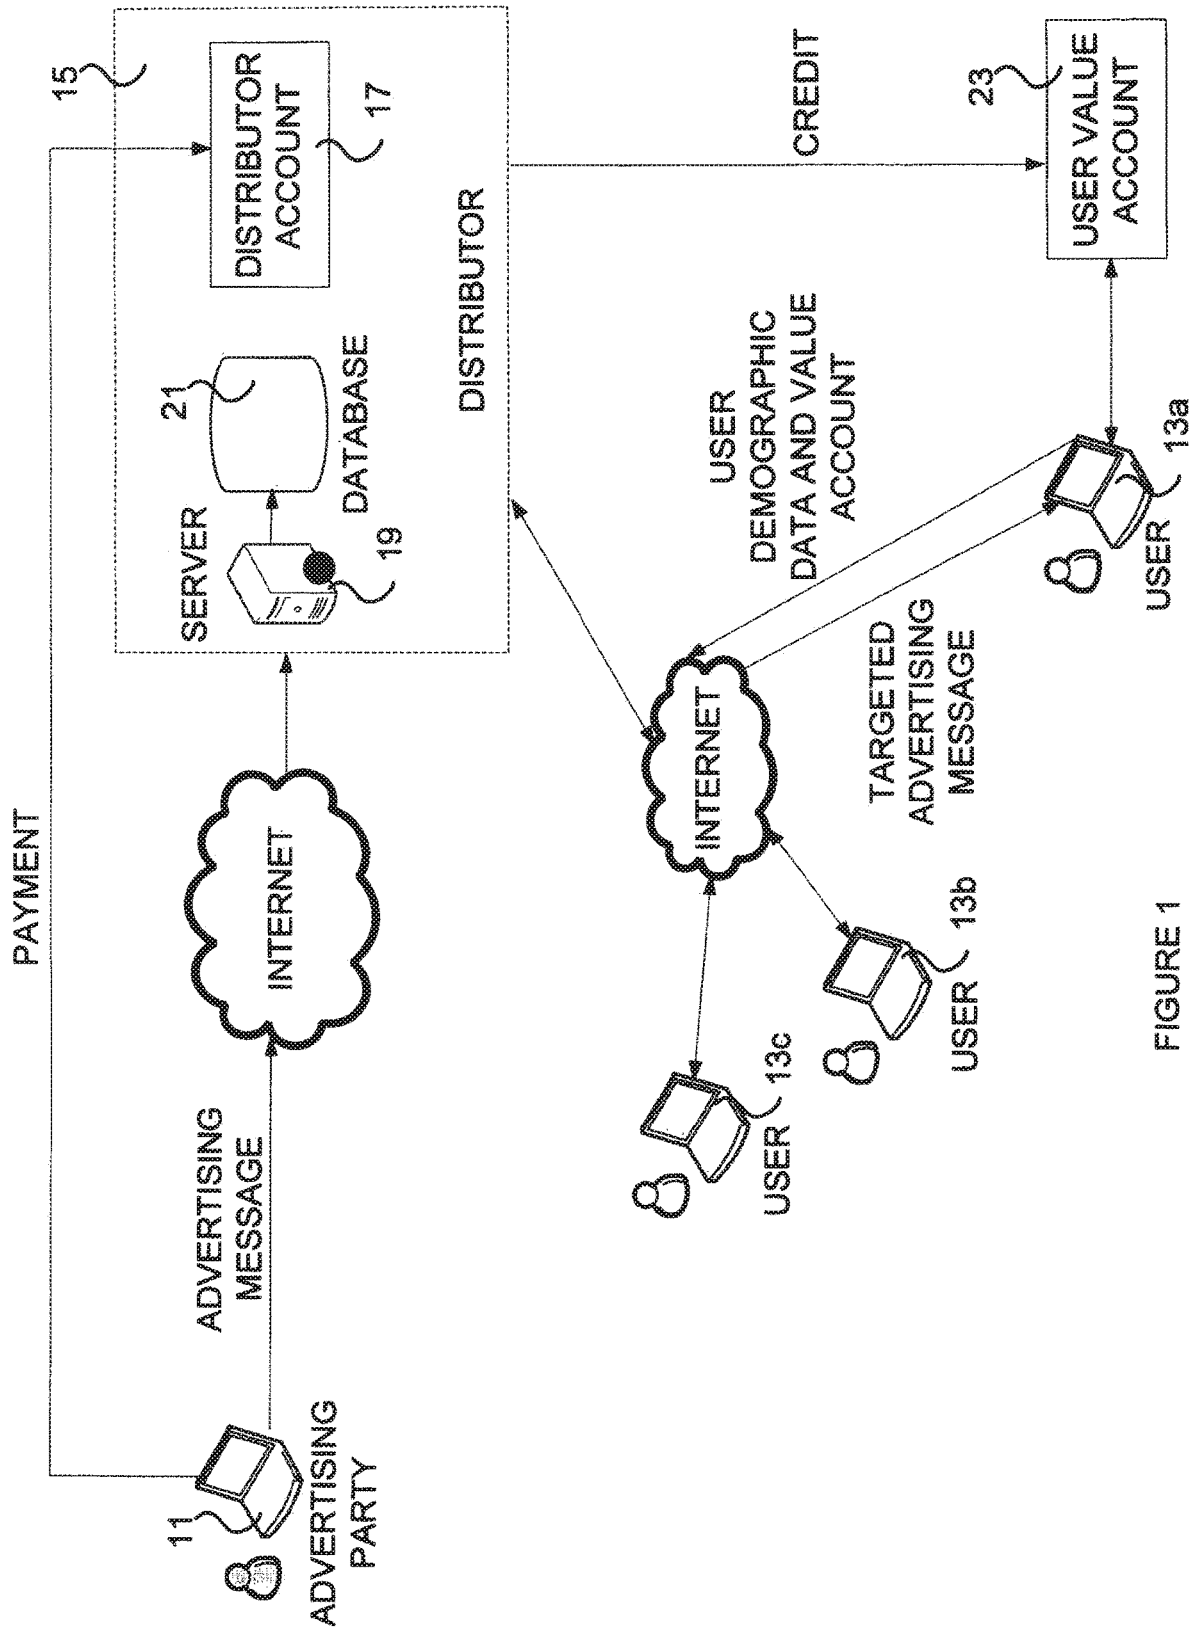 PAYMENT
15
ADVERTISING
MESSAGE
11
ADVERTISING
PARTY
INTERNET
SERVER
19
21
DATABASE
DISTRIBUTOR
ACCOUNT
17
DISTRIBUTOR
CREDIT
USER
DEMOGRAPHIC
DATA AND VALUE
ACCOUNT
INTERNET
TARGETED
ADVERTISING
MESSAGE
23
USER VALUE
ACCOUNT
13c
USER
13b
USER
13a
USER
FIGURE 1